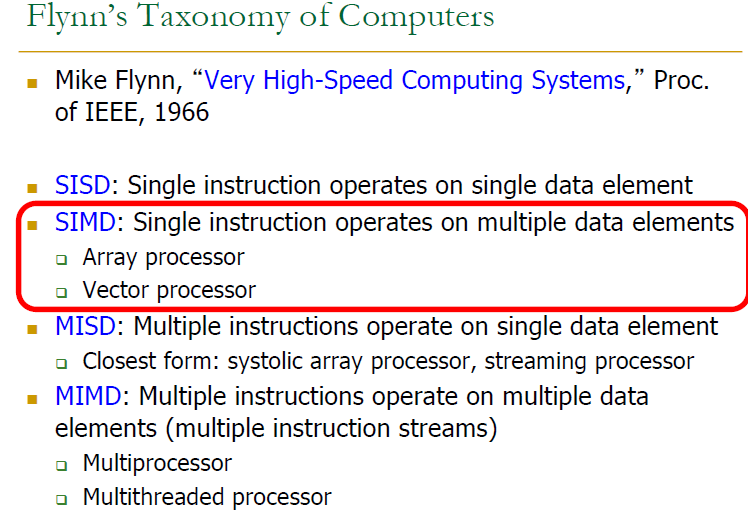 Flynn's Taxonomy of Computers
Mike Flynn, “Very High-Speed Computing Systems,” Proc.
of IEEE, 1966
SISD: Single instruction operates on single data element
SIMD: Single instruction operates on multiple data elements
Array processor
Vector processor
MISD: Multiple instructions operate on single data element
Closest form: systolic array processor, streaming processor
MIMD: Multiple instructions operate on multiple data
elements (multiple instruction streams)
Multiprocessor
Multithreaded processor